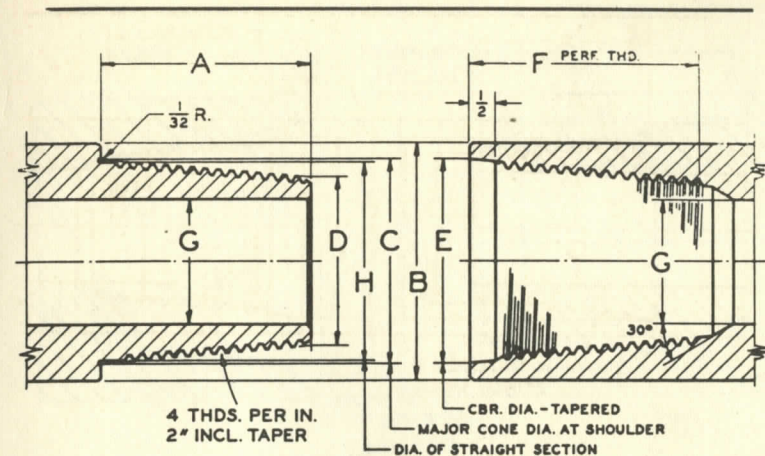 A
F PERF. THD.
1/32 R.
1/2
G
D
H
C
E
B
G
30°
4 THDS. PER IN.
2" INCL. TAPER
CBR. DIA.-TAPERED
MAJOR CONE DIA. AT SHOULDER
DIA. OF STRAIGHT SECTION